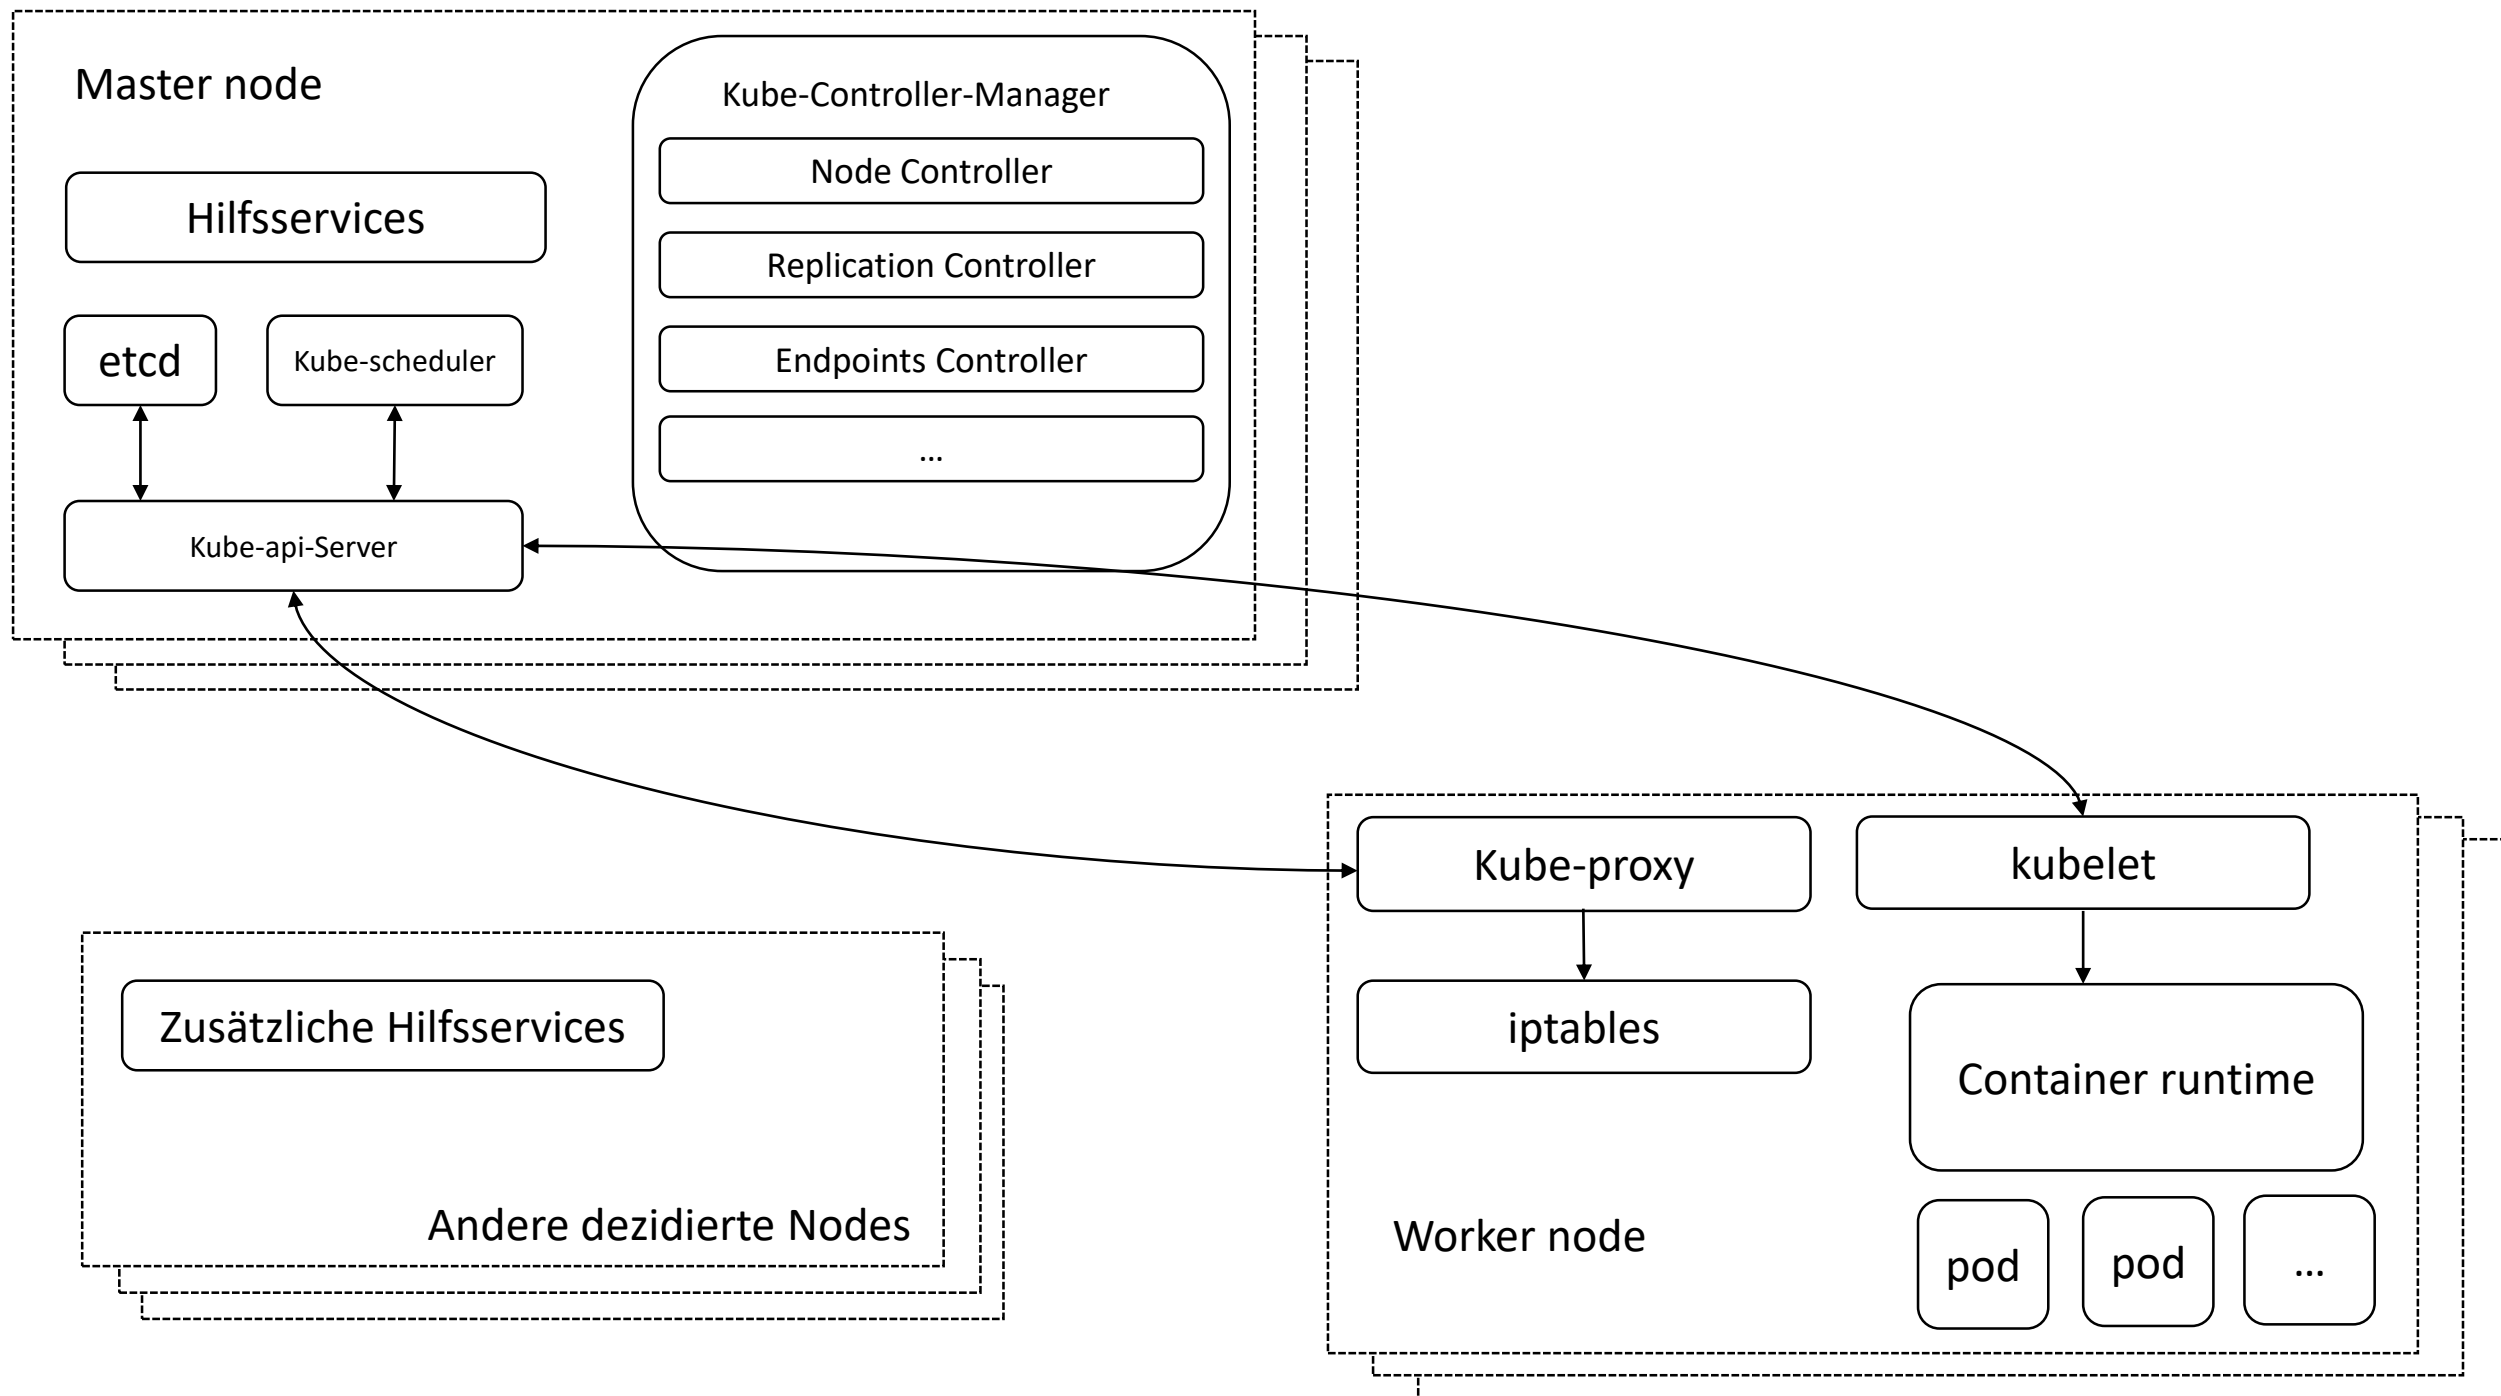 Master node
Kube-Controller-Manager
Node Controller
Hilfsservices
Replication Controller
etcd
Kube-scheduler
Endpoints Controller
...
Kube-api-Server
Kube-proxy
kubelet
Zusätzliche Hilfsservices
iptables
Container runtime
Andere dezidierte Nodes
Worker node
pod
pod
...